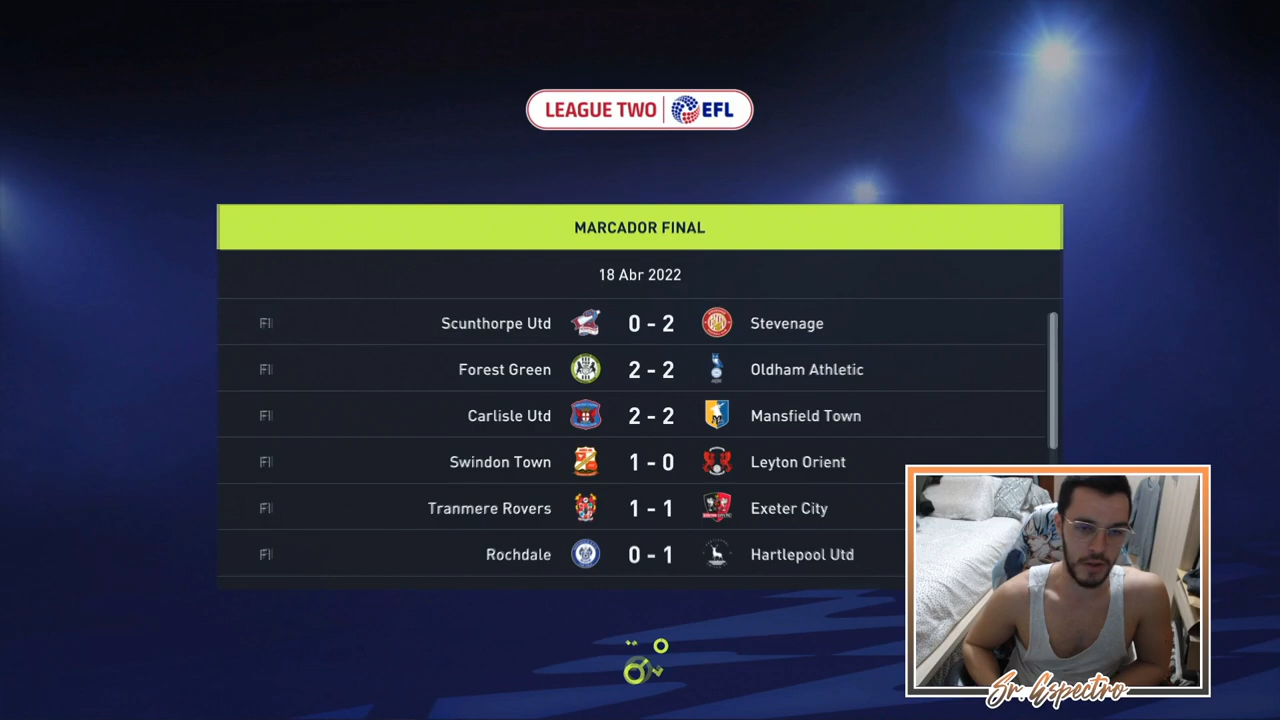 LEAGUE TWO EFL
MARCADOR FINAL
18 Abr 2022
FI Scunthorpe Utd 0 - 2 Stevenage
FI Forest Green 2 - 2 Oldham Athletic
FI Carlisle Utd 2 - 2 Mansfield Town
FI Swindon Town 1 - 0 Leyton Orient
FI Tranmere Rovers 1 - 1 Exeter City
FI Rochdale 0 - 1 Hartlepool Utd
Sr. Espectro